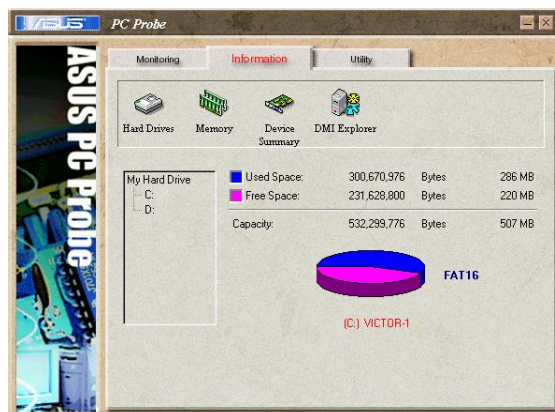 ASUS PC Probe
ASUS PC Probe
Monitoring Information Utility
Hard Drives Memory Device Summary DMI Explorer
My Hard Drive
C:
D:
Used Space: 300,670,976 Bytes 286 MB
Free Space: 231,628,800 Bytes 220 MB
Capacity: 532,299,776 Bytes 507 MB
FAT16
(C:) VICTOR-1